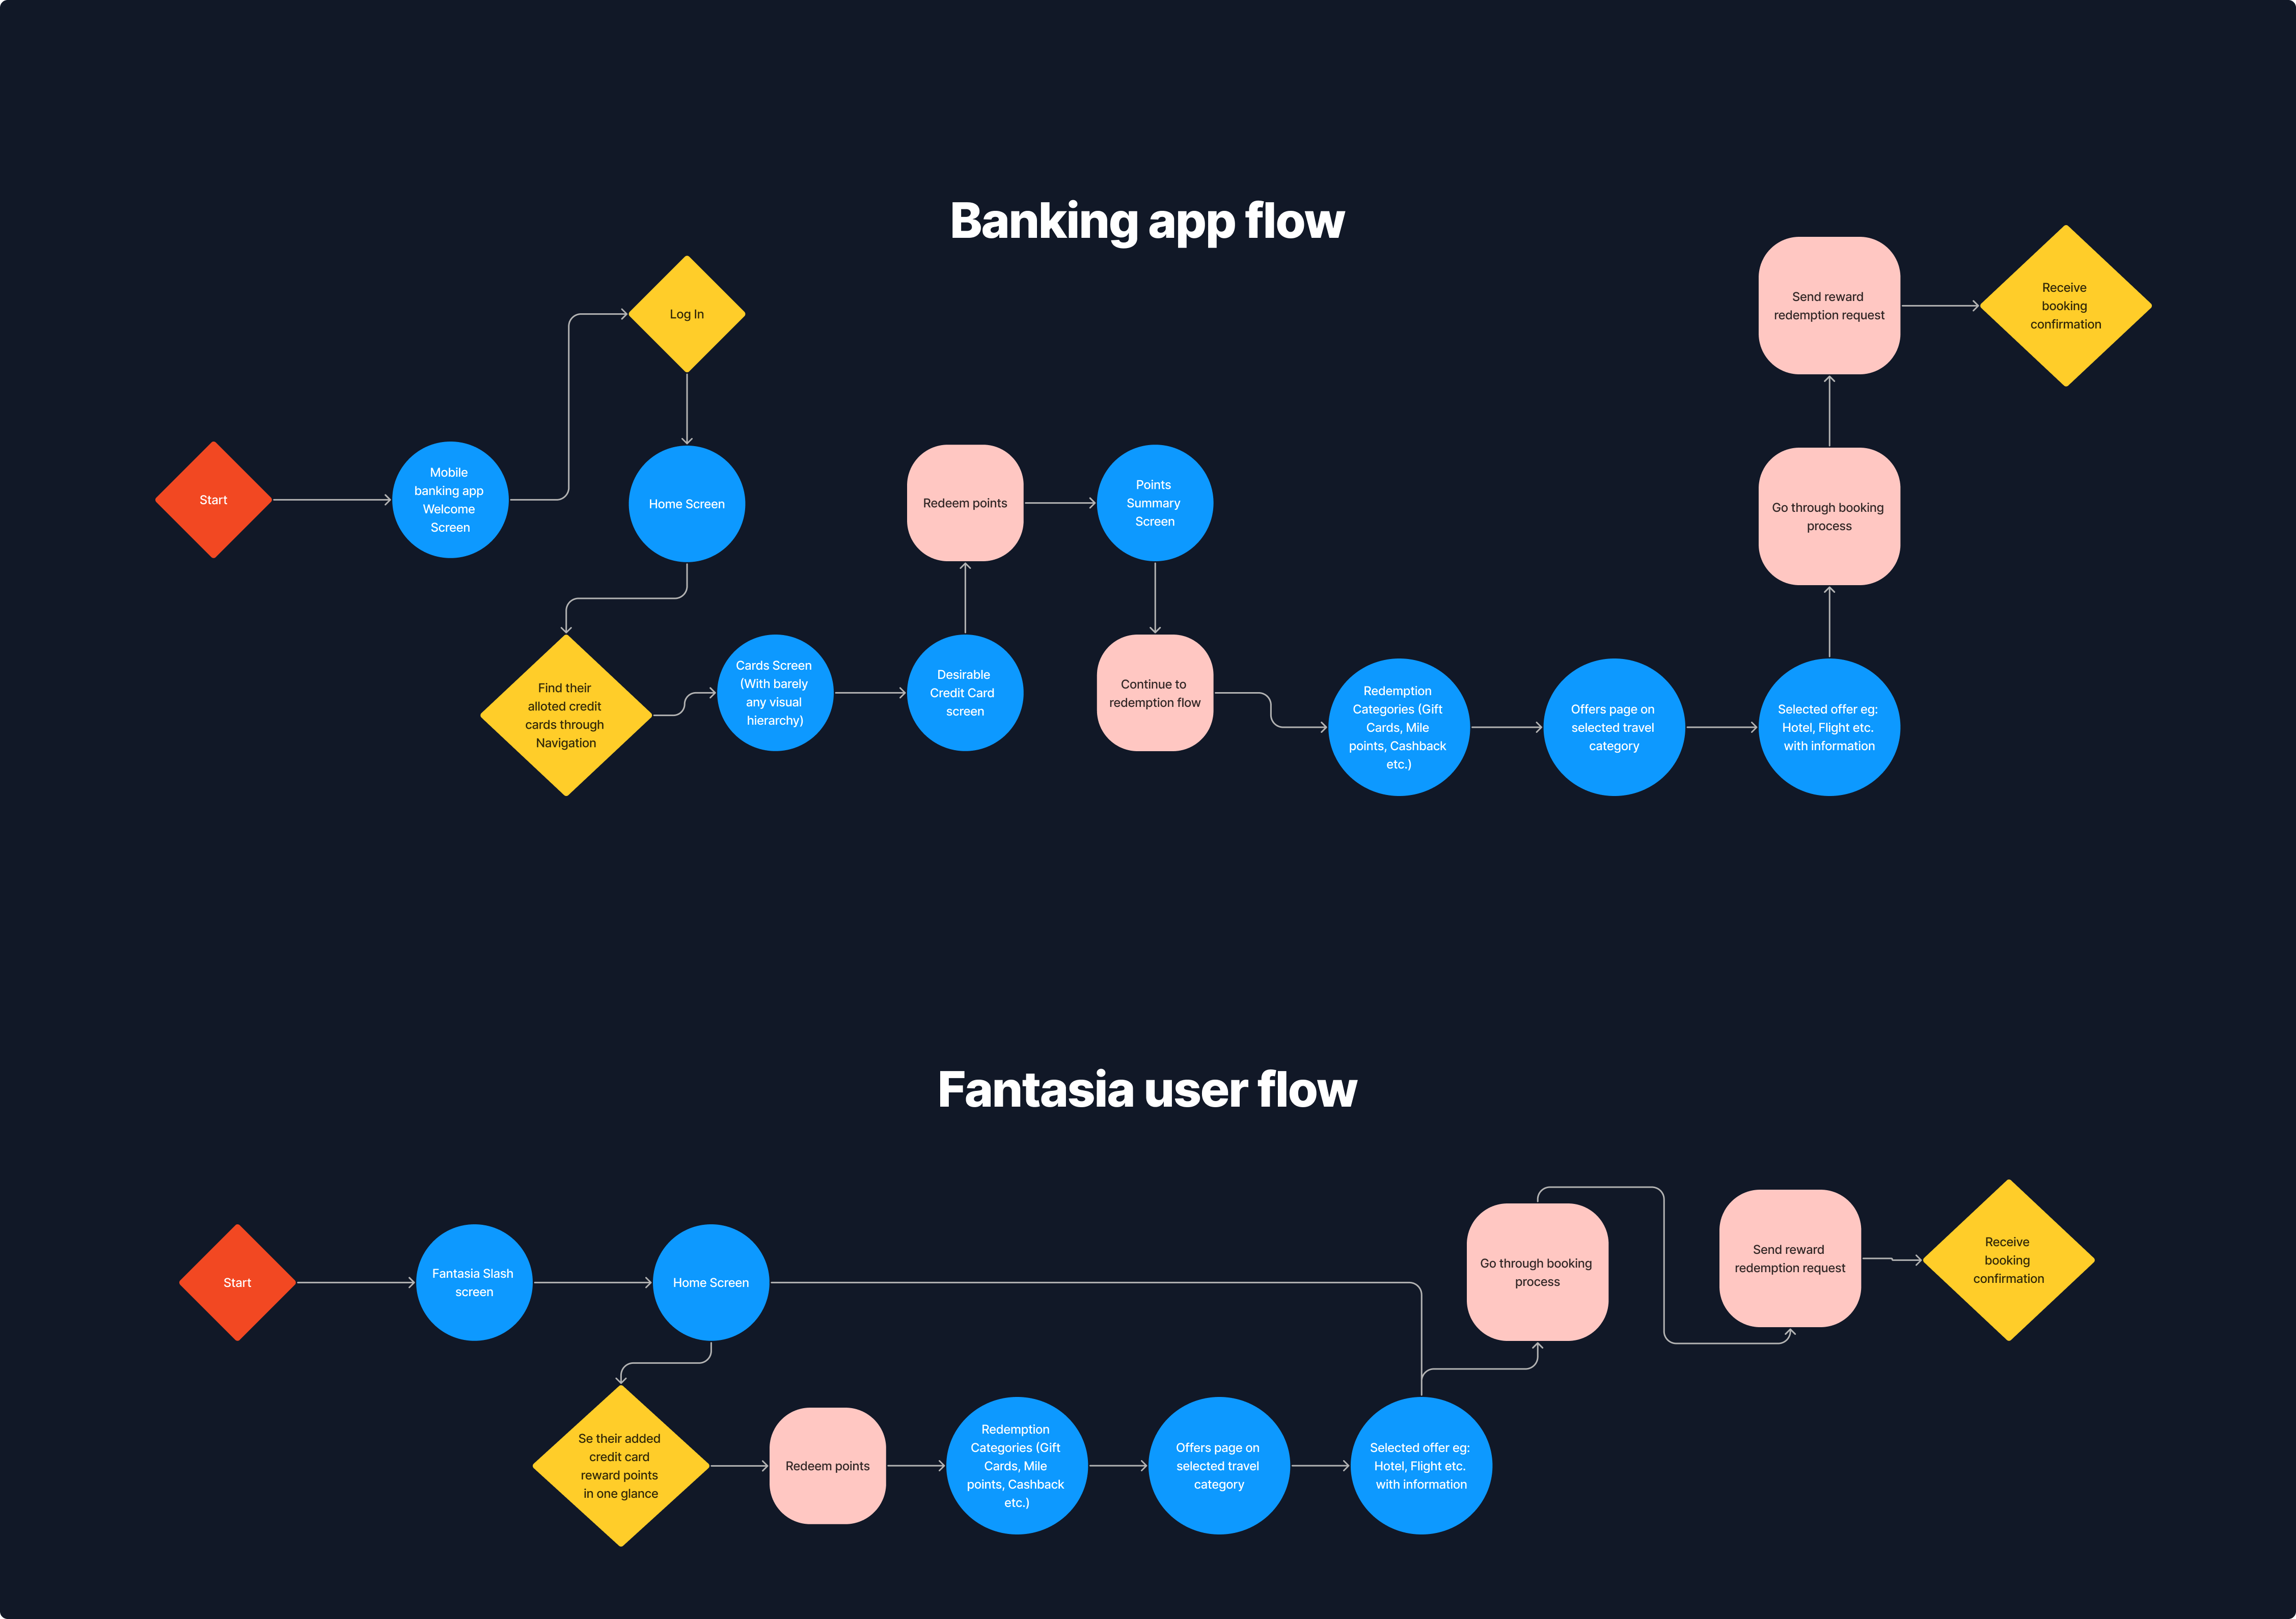 Banking app flow
Start
Mobile
banking app
Welcome
Screen
Log In
Home Screen
Find their
alloted credit
cards through
Navigation
Cards Screen
(With barely
any visual
hierarchy)
Desirable
Credit Card
screen
Redeem points
Points
Summary
Screen
Continue to
redemption flow
Redemption
Categories (Gift
Cards, Mile
points, Cashback
etc.)
Offers page on
selected travel
category
Selected offer eg:
Hotel, Flight etc.
with information
Go through booking
process
Send reward
redemption request
Receive
booking
confirmation
Fantasia user flow
Start
Fantasia Slash
screen
Home Screen
Se their added
credit card
reward points
in one glance
Redeem points
Redemption
Categories (Gift
Cards, Mile
points, Cashback
etc.)
Offers page on
selected travel
category
Selected offer eg:
Hotel, Flight etc.
with information
Go through booking
process
Send reward
redemption request
Receive
booking
confirmation